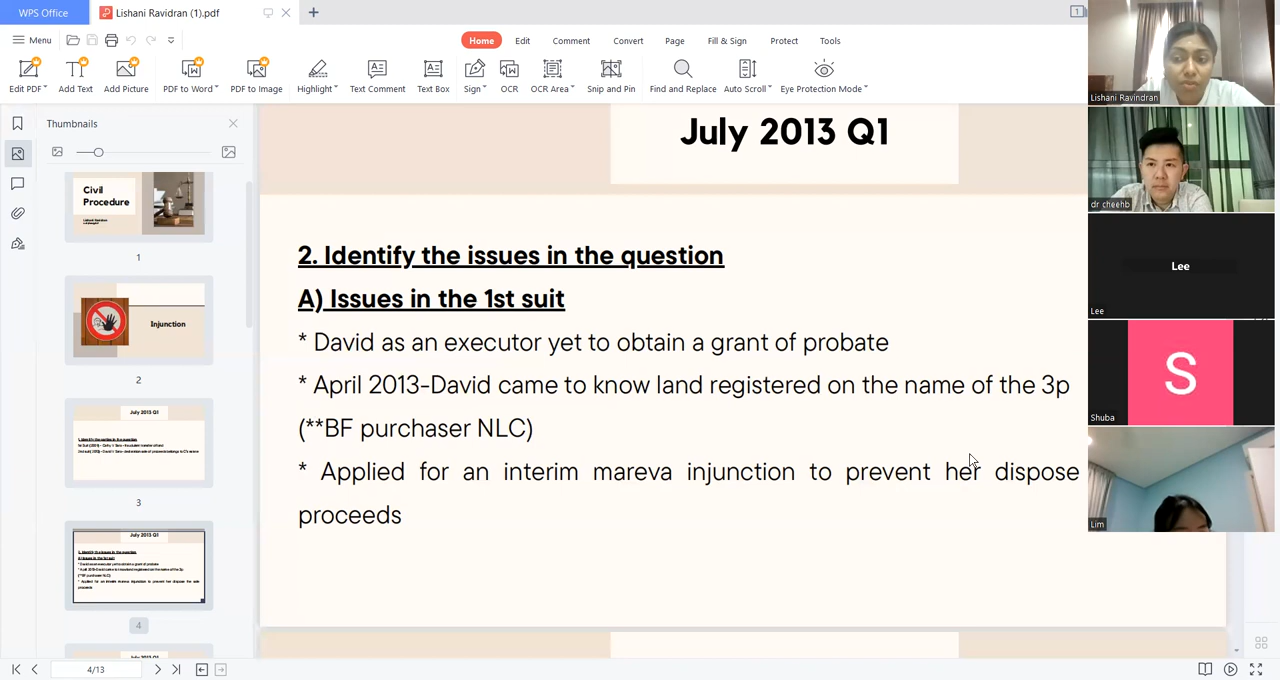 WPS Office
Lishani Ravidran (1).pdf
1
Menu
Home
Edit
Comment
Convert
Page
Fill & Sign
Protect
Tools
Edit PDF
Add Text
Add Picture
PDF to Word
PDF to Image
Highlight
Text Comment
Text Box
Sign
OCR
OCR Area
Snip and Pin
Find and Replace
Auto Scroll
Eye Protection Mode
Thumbnails
Civil
Procedure
1
Injunction
2
July 2013 Q1
3
July 2013 Q1
4
July 2013 Q1
July 2013 Q1
2. Identify the issues in the question
A) Issues in the 1st suit
* David as an executor yet to obtain a grant of probate
* April 2013-David came to know land registered on the name of the 3p
(**BF purchaser NLC)
* Applied for an interim mareva injunction to prevent her dispose
proceeds
Lishani Ravindran
dr cheehb
Lee
Lee
S
Shuba
Lim
4/13